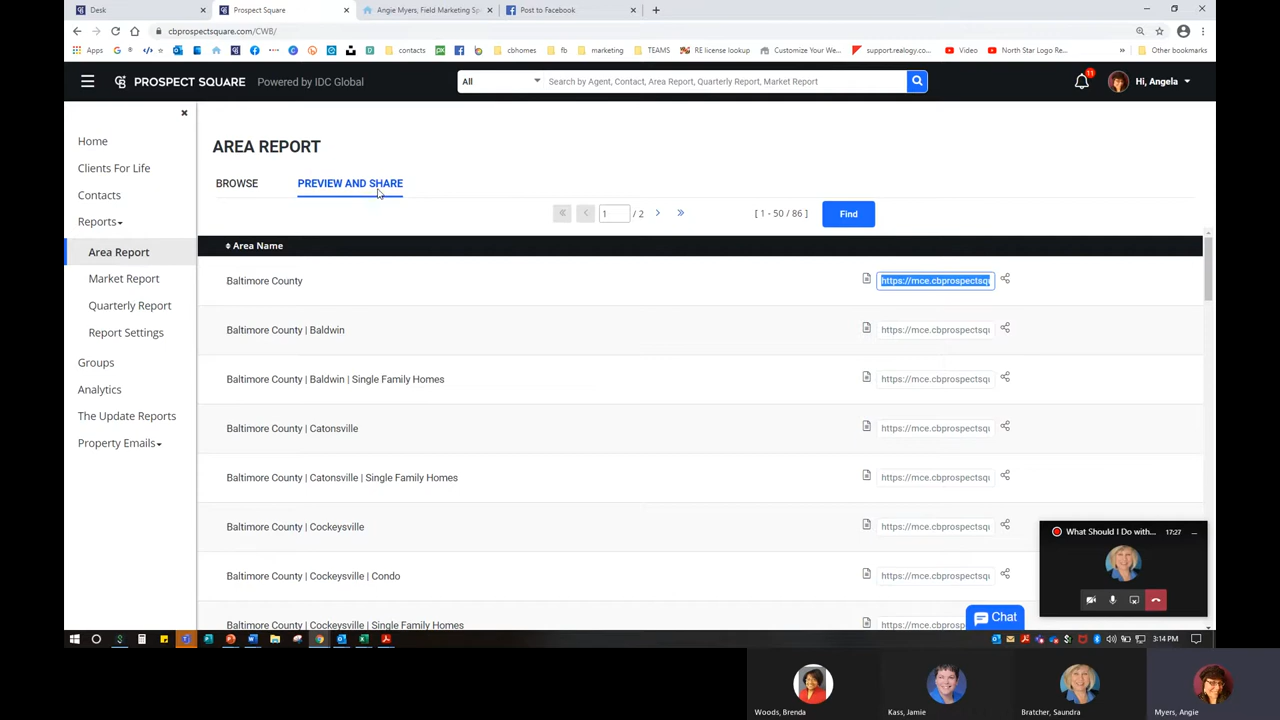 Desk
Prospect Square
Angie Myers, Field Marketing Sp
Post to Facebook
cbprospectsquare.com/CWB/
Apps
8
contacts
cbhomes
fb
marketing
TEAMS
RE license lookup
Customize Your We...
support.realogy.com
Video
North Star Logo Re...
Other bookmarks
PROSPECT SQUARE Powered by IDC Global
All
Search by Agent, Contact, Area Report, Quarterly Report, Market Report
11
Hi, Angela
Home
Clients For Life
Contacts
Reports
Area Report
Market Report
Quarterly Report
Report Settings
Groups
Analytics
The Update Reports
Property Emails
AREA REPORT
BROWSE
PREVIEW AND SHARE
1 / 2
[ 1 - 50 / 86 ]
Find
Area Name
Baltimore County
https://mce.cbprospectsq
Baltimore County | Baldwin
https://mce.cbprospectsq
Baltimore County | Baldwin | Single Family Homes
https://mce.cbprospectsq
Baltimore County | Catonsville
https://mce.cbprospectsq
Baltimore County | Catonsville | Single Family Homes
https://mce.cbprospectsq
Baltimore County | Cockeysville
https://mce.cbprospectsq
Baltimore County | Cockeysville | Condo
https://mce.cbprospectsq
Baltimore County | Cockeysville | Single Family Homes
https://mce.cbprosp
What Should I Do with...
17:27
Chat
3:14 PM
Woods, Brenda
Kass, Jamie
Bratcher, Saundra
Myers, Angie